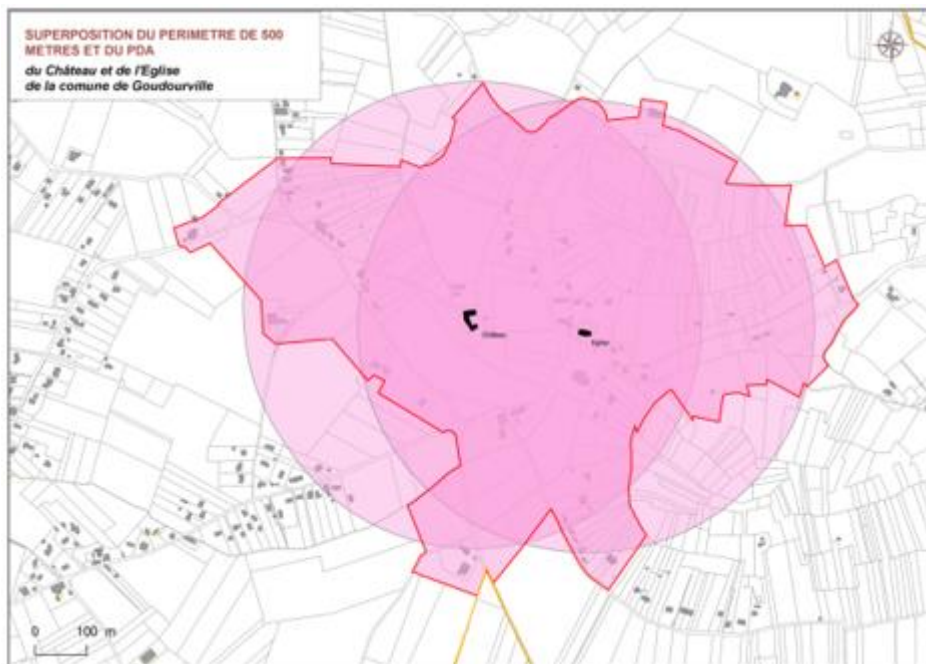 SUPERPOSITION DU PERIMETRE DE 500
METRES ET DU PDA
du Château et de l'Eglise
de la comune de Goudourville
Château
Eglise
0 100 m